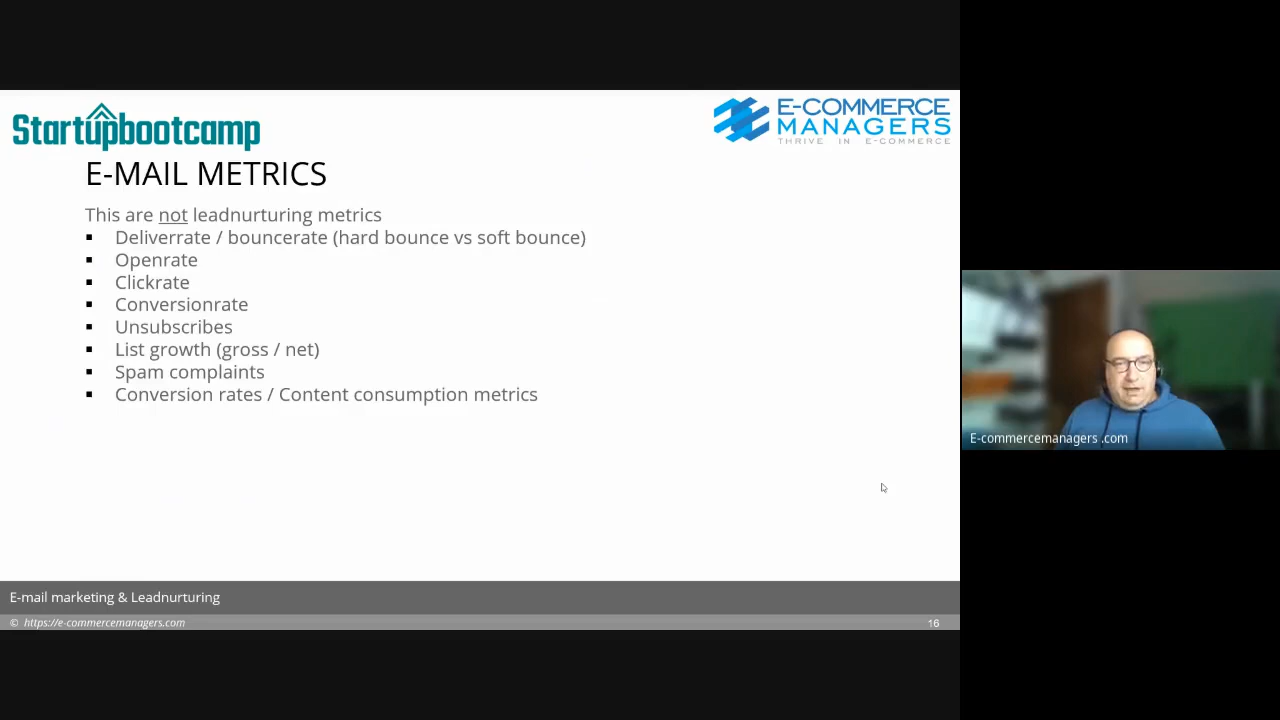 Startupbootcamp
E-COMMERCE
MANAGERS
THRIVE IN E-COMMERCE
E-MAIL METRICS
This are not leadnurturing metrics
▪ Deliverrate / bouncerate (hard bounce vs soft bounce)
▪ Openrate
▪ Clickrate
▪ Conversionrate
▪ Unsubscribes
▪ List growth (gross / net)
▪ Spam complaints
▪ Conversion rates / Content consumption metrics
E-commercemanagers .com
E-mail marketing & Leadnurturing
© https://e-commercemanagers.com
16